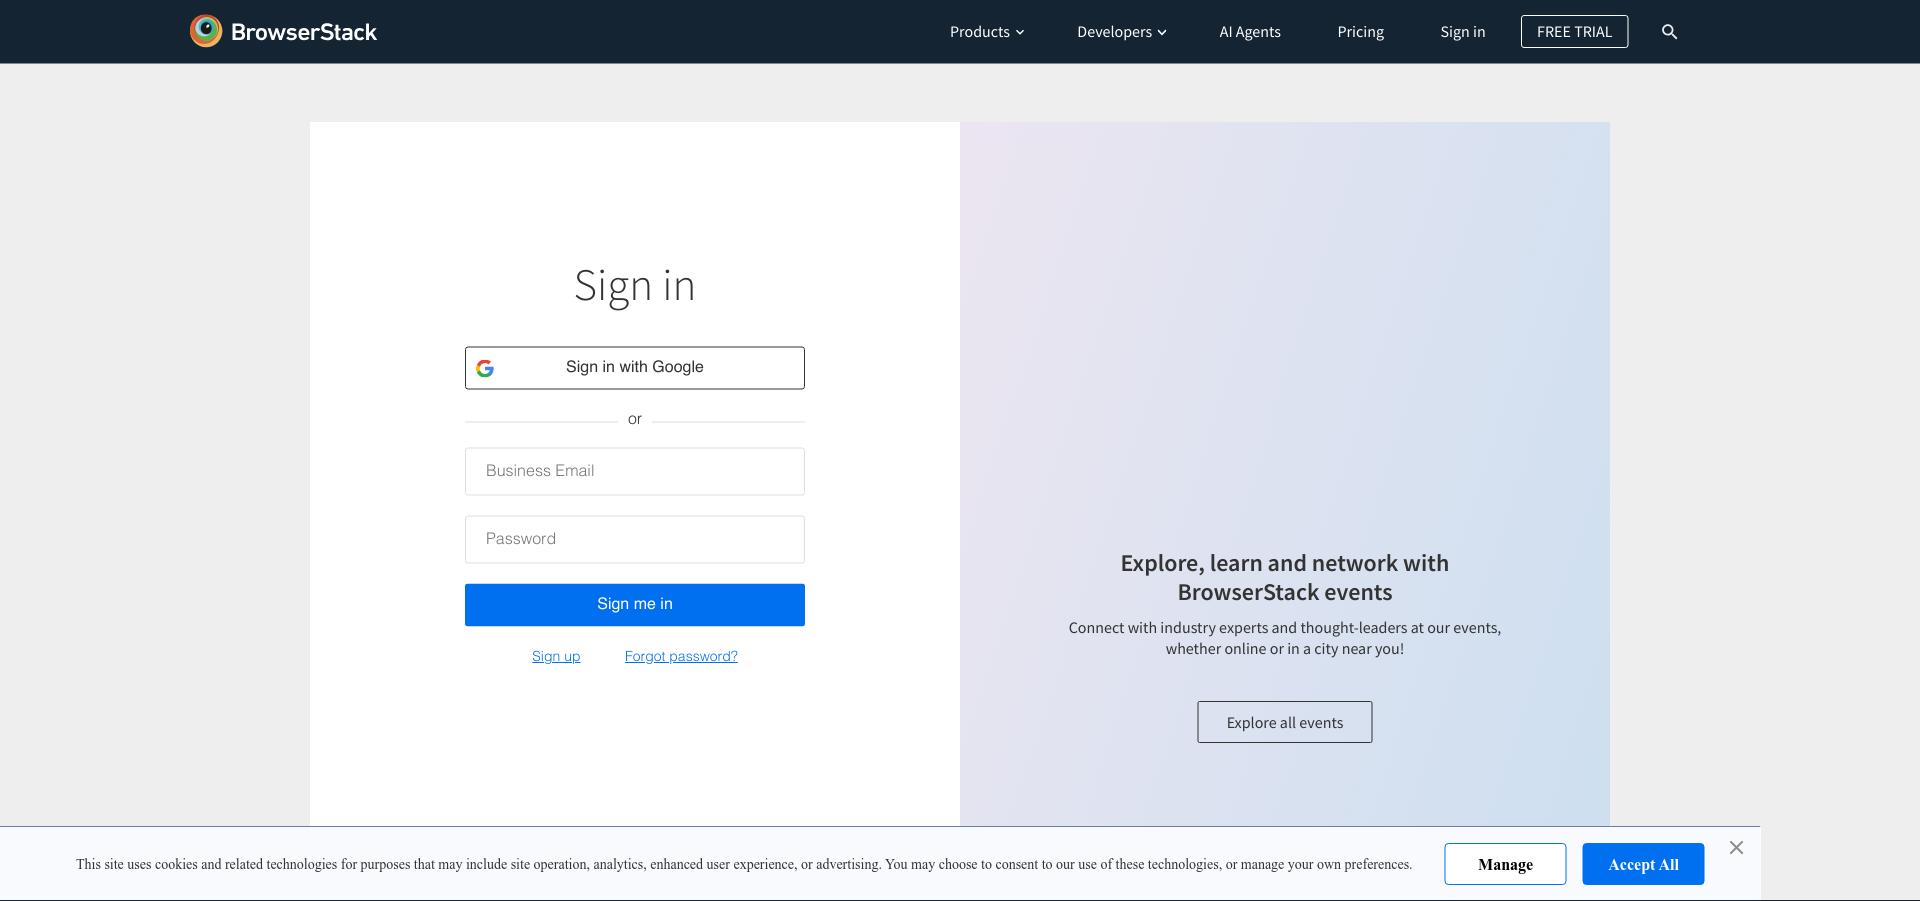 BrowserStack
Products
Developers
AI Agents
Pricing
Sign in
FREE TRIAL
Sign in
Sign in with Google
or
Business Email
Password
Sign me in
Sign up
Forgot password?
Explore, learn and network with
BrowserStack events
Connect with industry experts and thought-leaders at our events,
whether online or in a city near you!
Explore all events
This site uses cookies and related technologies for purposes that may include site operation, analytics, enhanced user experience, or advertising. You may choose to consent to our use of these technologies, or manage your own preferences.
Manage
Accept All